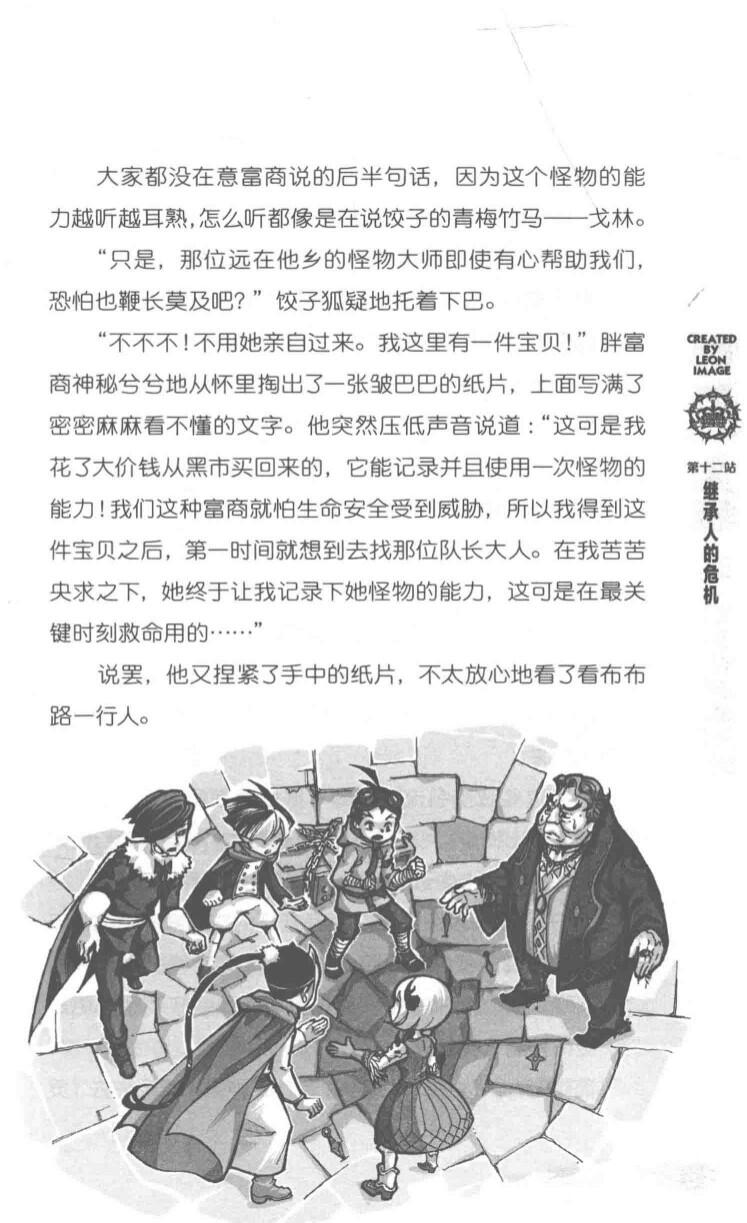 大家都没在意富商说的后半句话，因为这个怪物的能
力越听越耳熟，怎么听都像是在说饺子的青梅竹马——戈林。
“只是，那位远在他乡的怪物大师即使有心帮助我们，
恐怕也鞭长莫及吧？”饺子狐疑地托着下巴。
“不不不！不用她亲自过来。我这里有一件宝贝！”胖富
商神秘兮兮地从怀里掏出了一张皱巴巴的纸片，上面写满了
密密麻麻看不懂的文字。他突然压低声音说道：“这可是我
花了大价钱从黑市买回来的，它能记录并且使用一次怪物的
能力！我们这种富商就怕生命安全受到威胁，所以我得到这
件宝贝之后，第一时间就想到去找那位队长大人。在我苦苦
央求之下，她终于让我记录下她怪物的能力，这可是在最关
键时刻救命用的……”
说罢，他又捏紧了手中的纸片，不太放心地看了看布布
路一行人。
CREATED
BY
LEON
IMAGE
第十二站
继承人的危机